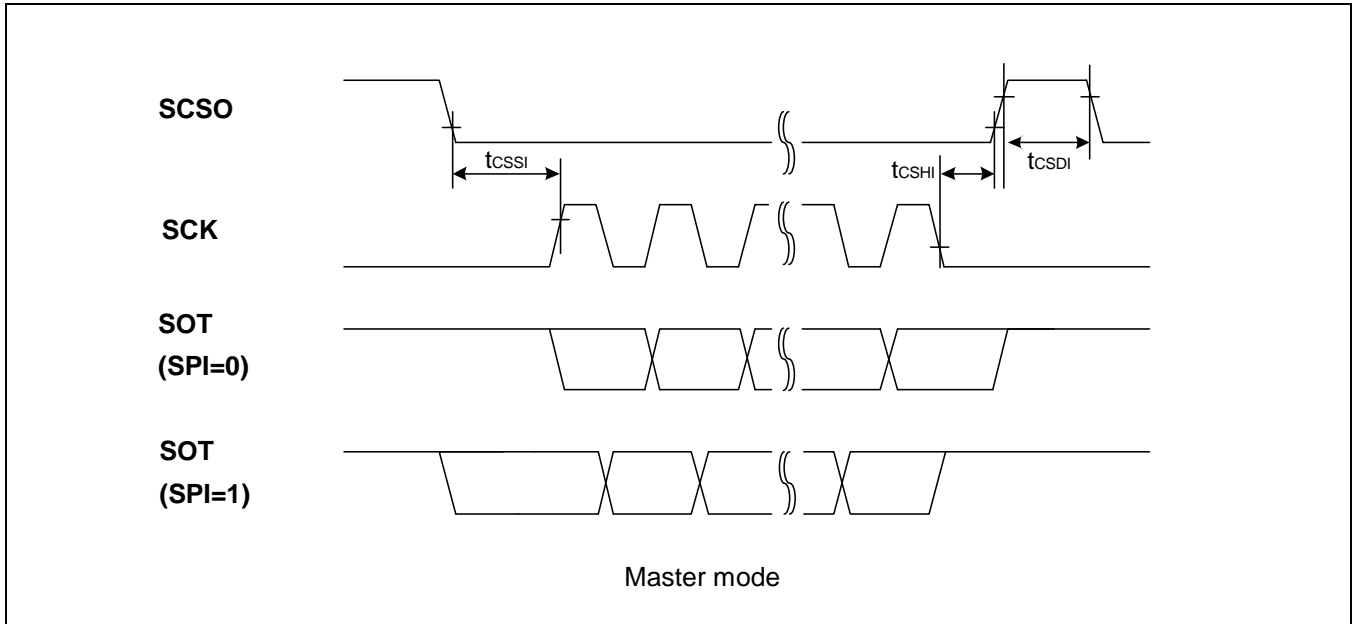 SCSO
tCSSI
tCSHI
tCSDI
SCK
SOT
(SPI=0)
SOT
(SPI=1)
Master mode